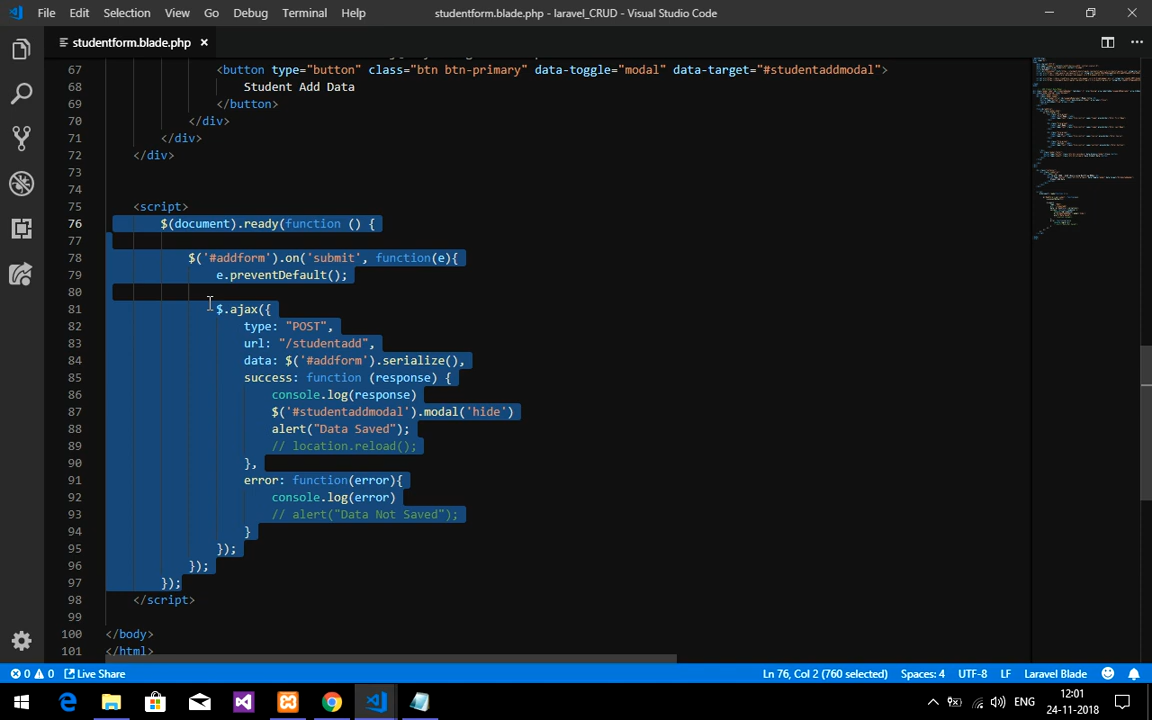 File Edit Selection View Go Debug Terminal Help studentform.blade.php - laravel_CRUD - Visual Studio Code
studentform.blade.php ×
67 <button type="button" class="btn btn-primary" data-toggle="modal" data-target="#studentaddmodal">
68 Student Add Data
69 </button>
70 </div>
71 </div>
72 </div>
73
74
75 <script>
76 $(document).ready(function () {
77
78 $('#addform').on('submit', function(e){
79 e.preventDefault();
80
81 $.ajax({
82 type: "POST",
83 url: "/studentadd",
84 data: $('#addform').serialize(),
85 success: function (response) {
86 console.log(response)
87 $('#studentaddmodal').modal('hide')
88 alert("Data Saved");
89 // location.reload();
90 },
91 error: function(error){
92 console.log(error)
93 // alert("Data Not Saved");
94 }
95 });
96 });
97 });
98 </script>
99
100 </body>
101 </html>
0 0 Live Share Ln 76, Col 2 (760 selected) Spaces: 4 UTF-8 LF Laravel Blade
ENG 12:01
24-11-2018